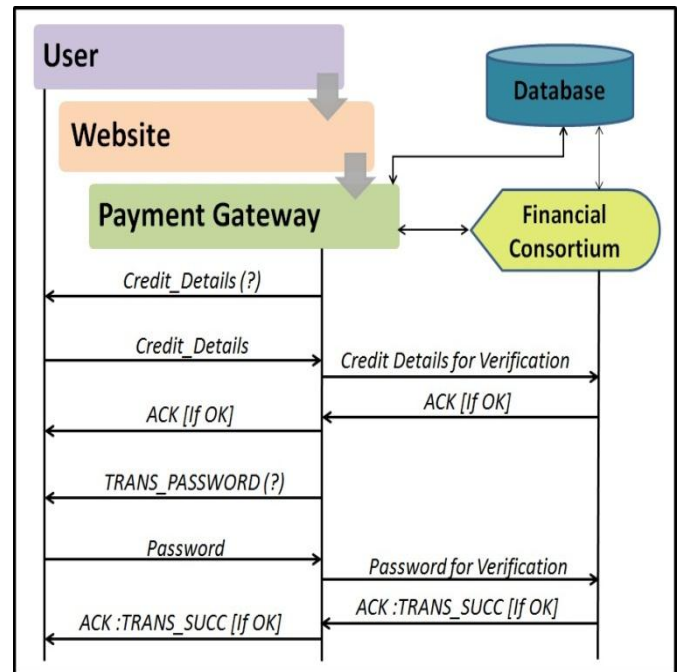 User
Database
Website
Payment Gateway
Financial
Consortium
Credit_Details (?)
Credit_Details
Credit Details for Verification
ACK [If OK]
ACK [If OK]
TRANS_PASSWORD (?)
Password
Password for Verification
ACK :TRANS_SUCC [If OK]
ACK :TRANS_SUCC [If OK]